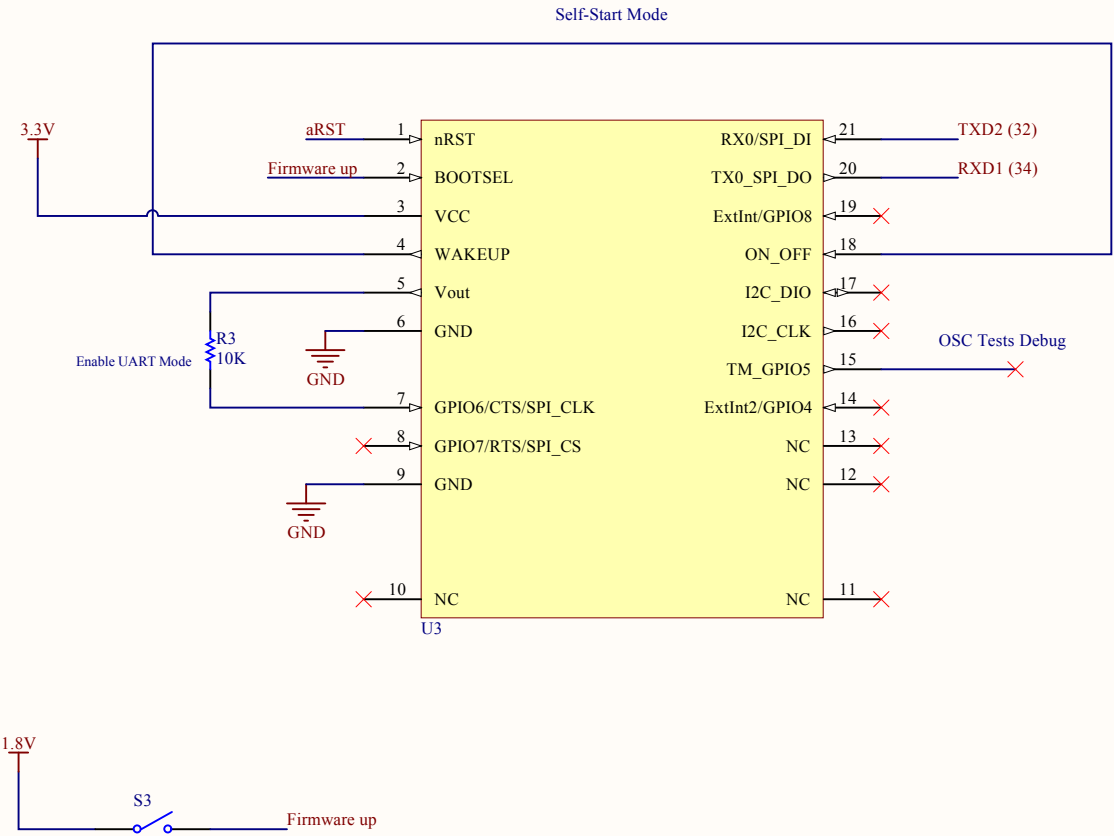 Self-Start Mode
3.3V
aRST 1 nRST RX0/SPI_DI 21 TXD2 (32)
Firmware up 2 BOOTSEL TX0_SPI_DO 20 RXD1 (34)
3 VCC ExtInt/GPIO8 19
4 WAKEUP ON_OFF 18
5 Vout I2C_DIO 17
6 GND I2C_CLK 16
R3
10K
Enable UART Mode
GND
TM_GPIO5 15 OSC Tests Debug
7 GPIO6/CTS/SPI_CLK ExtInt2/GPIO4 14
8 GPIO7/RTS/SPI_CS NC 13
9 GND NC 12
GND
10 NC NC 11
U3
1.8V
S3
Firmware up